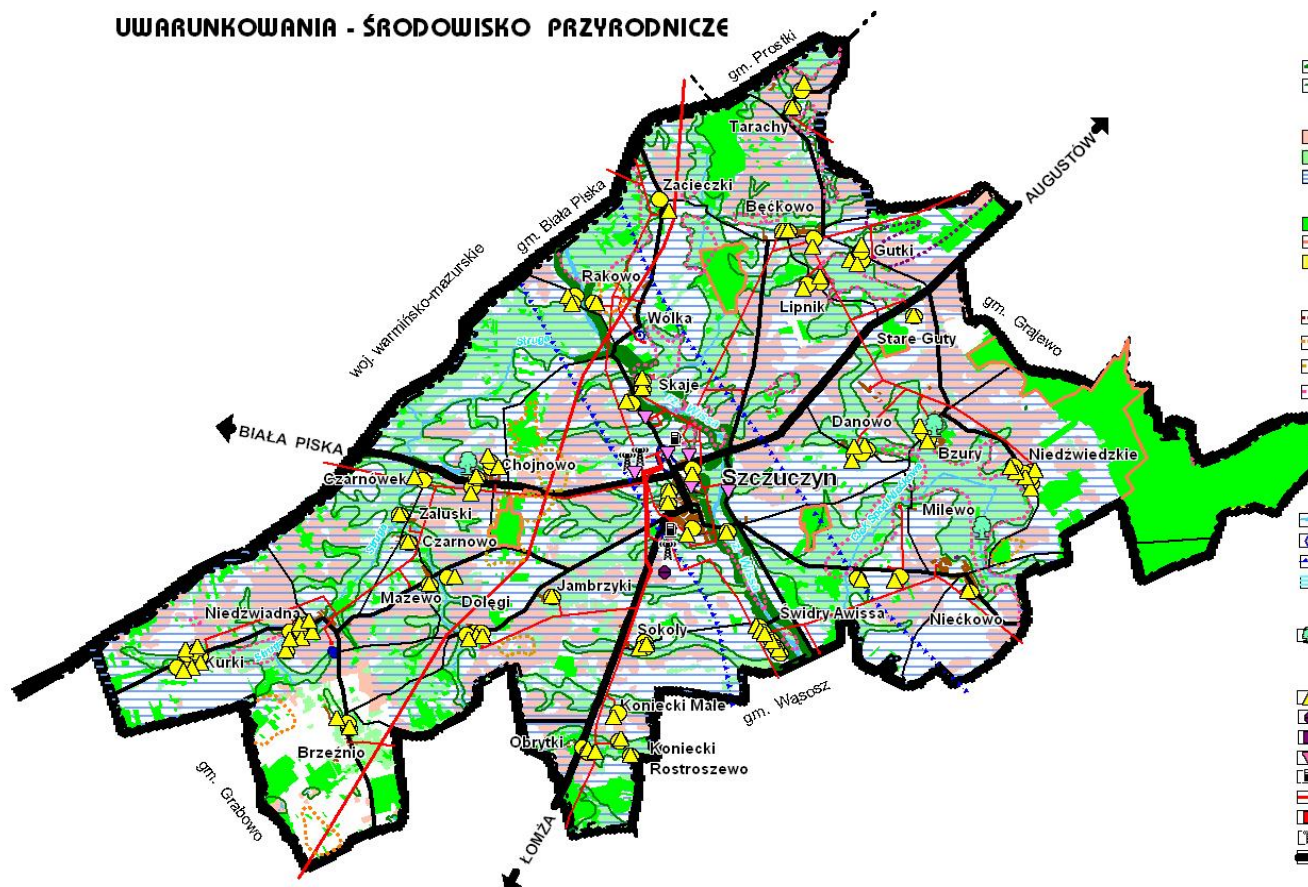 UWARUNKOWANIA - ŚRODOWISKO PRZYRODNICZE
gm. Prostki
Tarachy
AUGUSTÓW
Zacieczki
gm. Biała Piska
Bęćkowo
woj. warmińsko-mazurskie
Gutki
Rakowo
Lipnik
gm. Grajewo
Wólka
Stare Guty
Struga
Skaje
BIAŁA PISKA
Danowo
Bzury
Niedźwiedzkie
Chojnowo
Czarnówek
Szczuczyn
Załuski
Milewo
Czarnowo
Mazewo
Dołęgi
Jambrzyki
Niedźwiadna
Świdry Awissa
Niećkowo
Sokoły
Kurki
Struga
gm. Wąsosz
Koniecki Małe
Obrytki
Koniecki
Rostroszewo
Brzeźnio
gm. Grabowo
ŁOMŻA